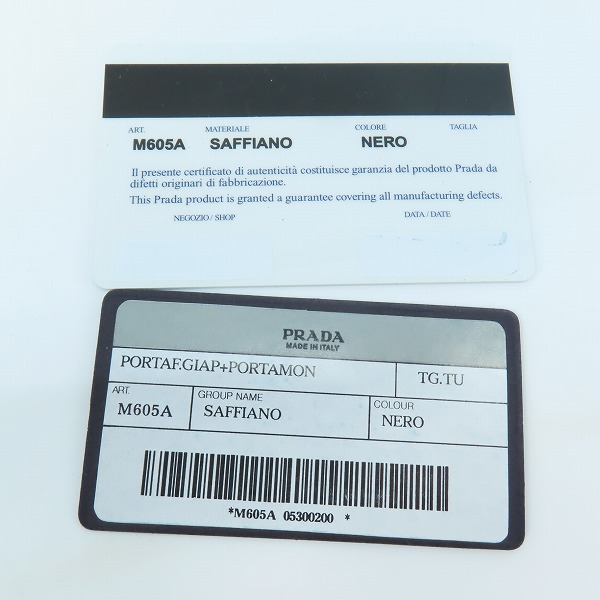 ART. MATERIALE COLORE TAGLIA
M605A SAFFIANO NERO
Il presente certificato di autenticità costituisce garanzia del prodotto Prada da
difetti originari di fabbricazione.
This Prada product is granted a guarantee covering all manufacturing defects.
NEGOZIO / SHOP DATA / DATE
PRADA
MADE IN ITALY
PORTAF.GIAP+PORTAMON TG.TU
ART. GROUP NAME COLOUR
M605A SAFFIANO NERO
*M605A 05300200 *